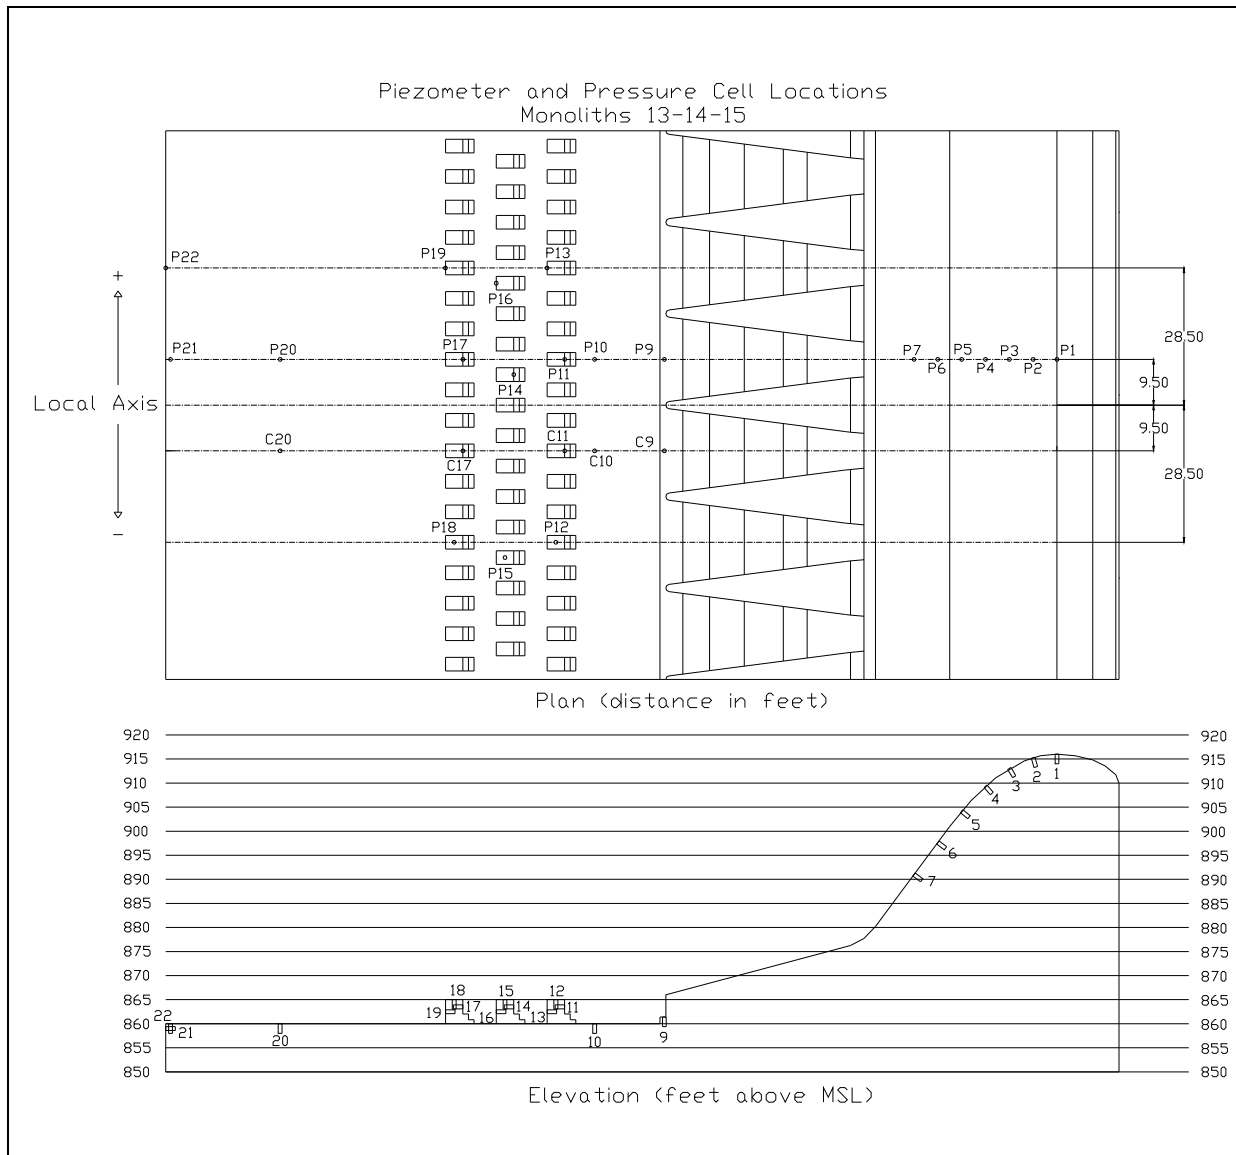 Piezometer and Pressure Cell Locations
Monoliths 13-14-15
P22
P19
P13
+
P16
28.50
P21
P20
P17
P10
P9
P7
P5
P3
P1
P11
P6
P4
P2
P14
9.50
Local Axis
9.50
C20
C11
C9
C17
C10
28.50
P18
P12
-
P15
Plan (distance in feet)
920 920
915 915
1
2
910 3 910
4
905 905
5
900 900
6
895 895
890 7 890
885 885
880 880
875 875
870 870
18 15 12
865 865
19 17 16 14 13 11
22
860 860
21 20 10 9
855 855
850 850
Elevation (feet above MSL)